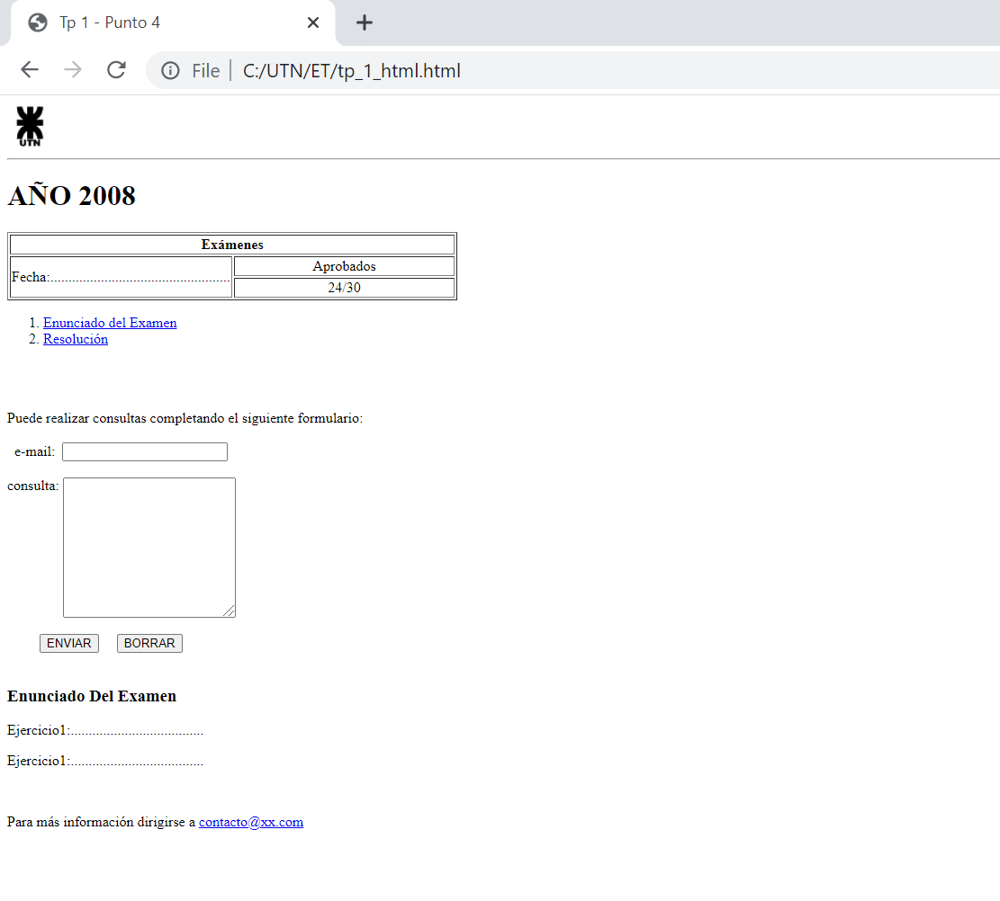 Tp 1 - Punto 4
File C:/UTN/ET/tp_1_html.html
UTN
AÑO 2008
Exámenes
Fecha:..................................................
Aprobados
24/30
1. Enunciado del Examen
2. Resolución
Puede realizar consultas completando el siguiente formulario:
e-mail:
consulta:
ENVIAR BORRAR
Enunciado Del Examen
Ejercicio1:.....................................
Ejercicio1:.....................................
Para más información dirigirse a contacto@xx.com